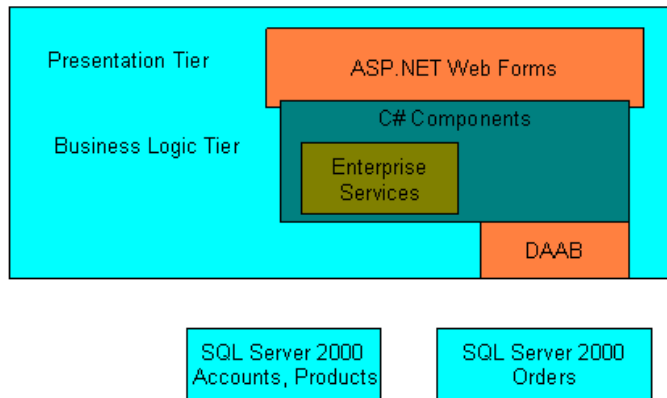 Presentation Tier
ASP.NET Web Forms
C# Components
Business Logic Tier
Enterprise
Services
DAAB
SQL Server 2000
Accounts, Products
SQL Server 2000
Orders